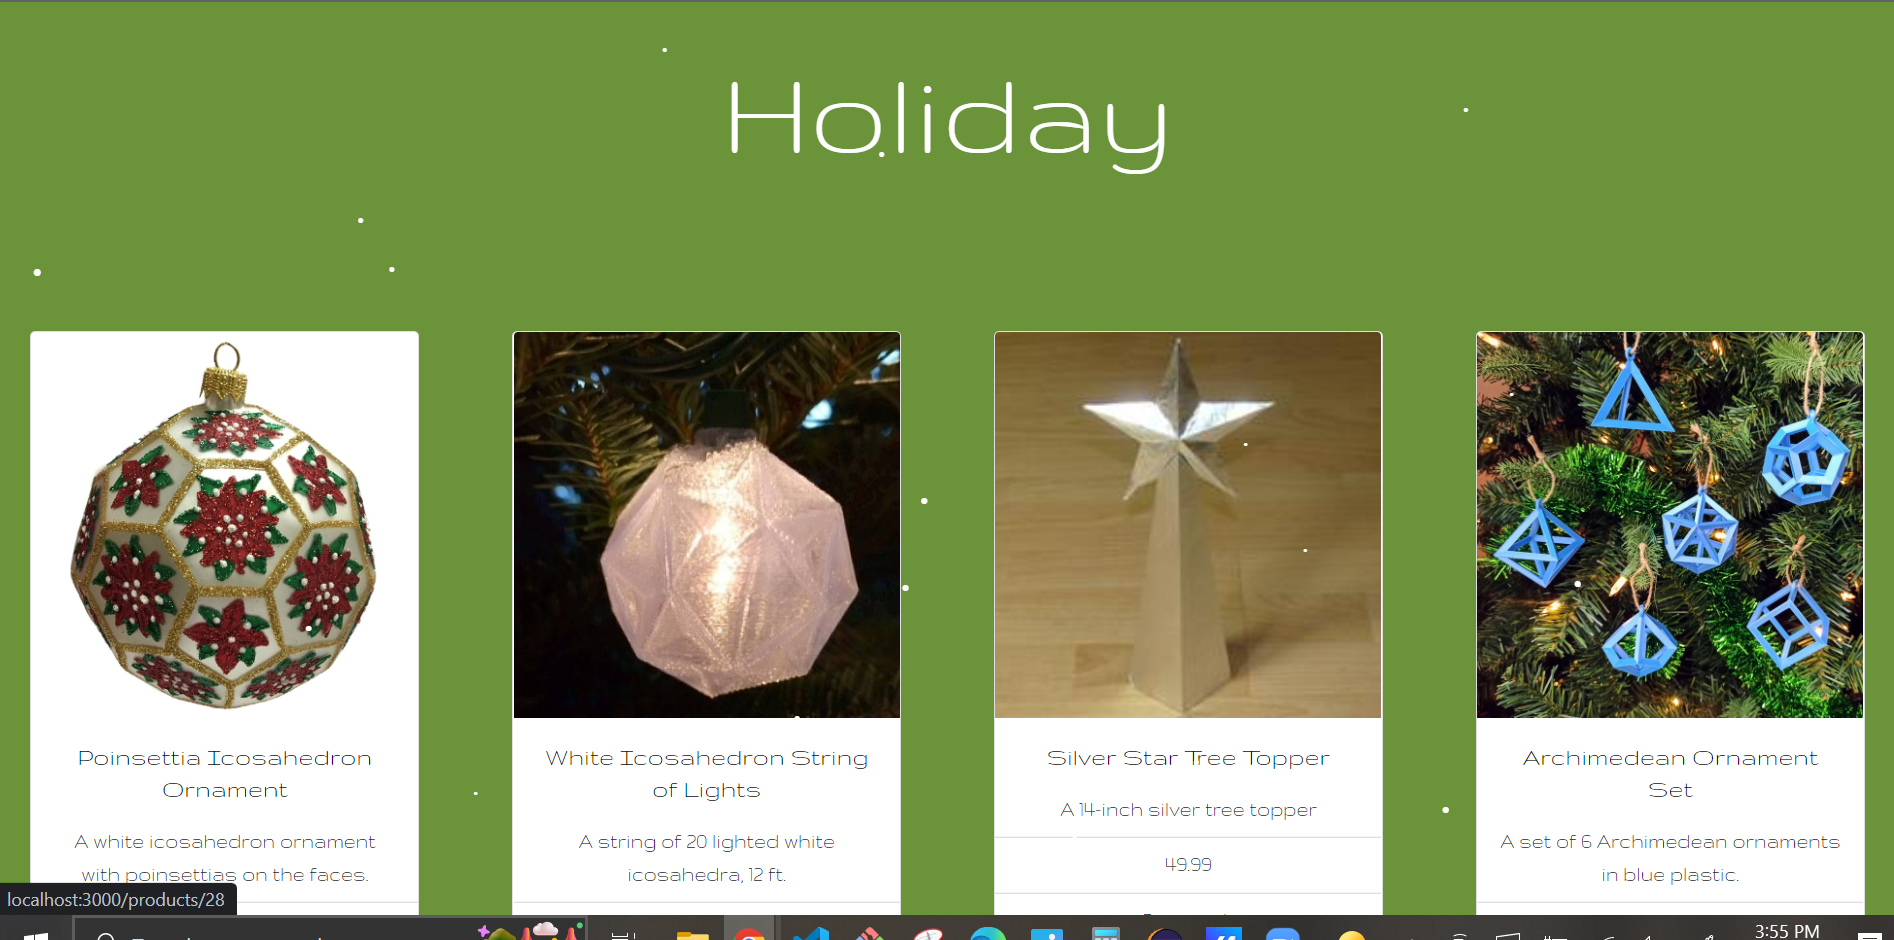 Holiday
Poinsettia Icosahedron
Ornament
A white icosahedron ornament
with poinsettias on the faces.
White Icosahedron String
of Lights
A string of 20 lighted white
icosahedra, 12 ft.
Silver Star Tree Topper
A 14-inch silver tree topper
49.99
Archimedean Ornament
Set
A set of 6 Archimedean ornaments
in blue plastic.
localhost:3000/products/28
3:55 PM